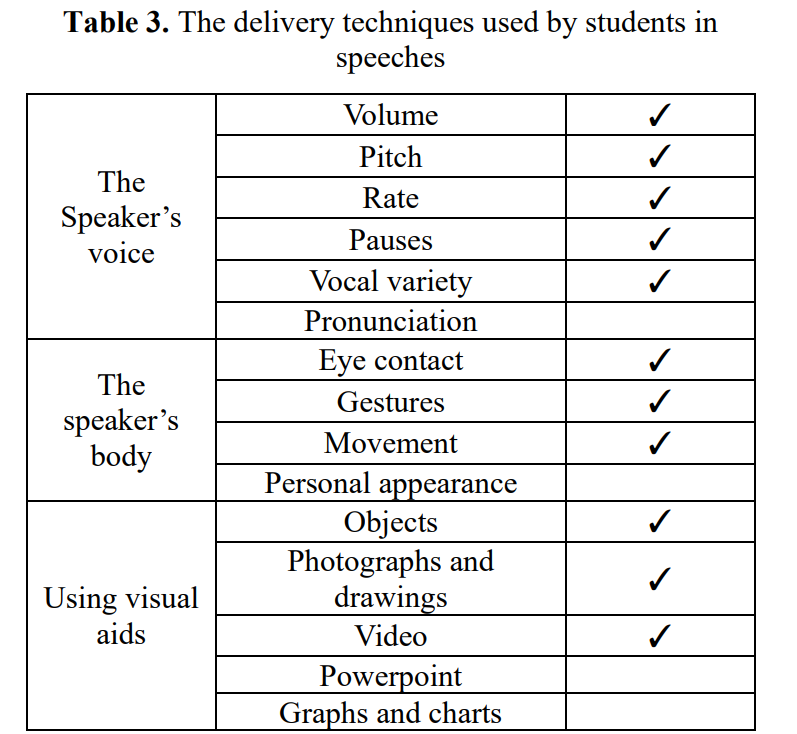 Table 3. The delivery techniques used by students in
speeches
The
Speaker’s
voice
Volume ✓
Pitch ✓
Rate ✓
Pauses ✓
Vocal variety ✓
Pronunciation
The
speaker’s
body
Eye contact ✓
Gestures ✓
Movement ✓
Personal appearance
Using visual
aids
Objects ✓
Photographs and
drawings ✓
Video ✓
Powerpoint
Graphs and charts